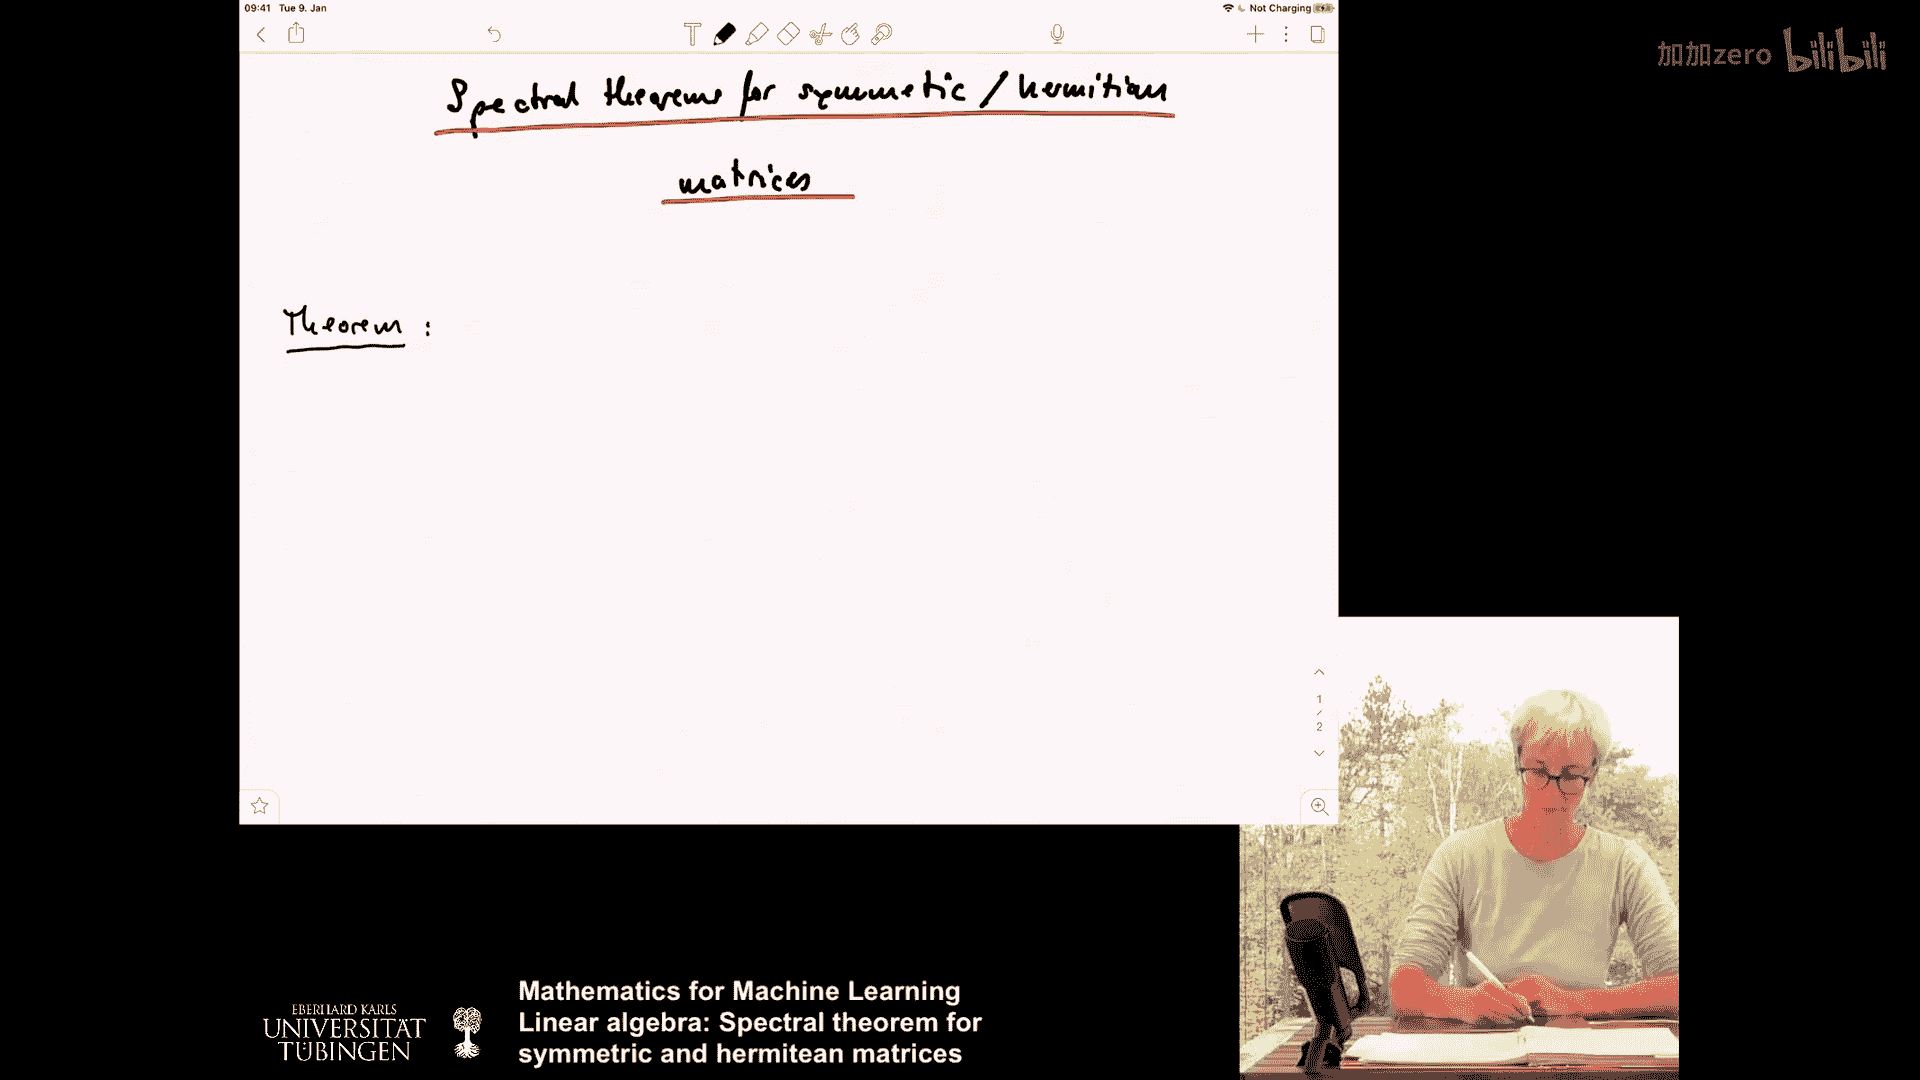 09:41 Tue 9. Jan
Not Charging
加加zero bilibili
Spectral theorems for symmetric / hermitian
matrices
Theorem :
1
2
EBERHARD KARLS
UNIVERSITÄT
TÜBINGEN
Mathematics for Machine Learning
Linear algebra: Spectral theorem for
symmetric and hermitean matrices